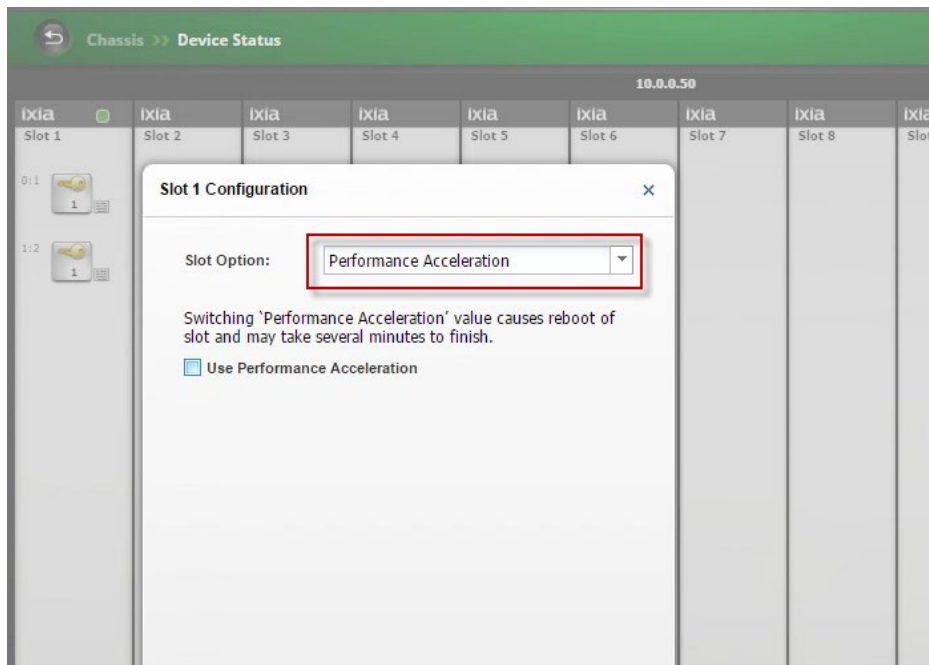 Chassis >> Device Status
10.0.0.50
ixia ixia ixia ixia ixia ixia ixia ixia ixia
Slot 1 Slot 2 Slot 3 Slot 4 Slot 5 Slot 6 Slot 7 Slot 8 Slo
0:1
1
1:2
1
Slot 1 Configuration ×
Slot Option: Performance Acceleration
Switching `Performance Acceleration´ value causes reboot of
slot and may take several minutes to finish.
Use Performance Acceleration